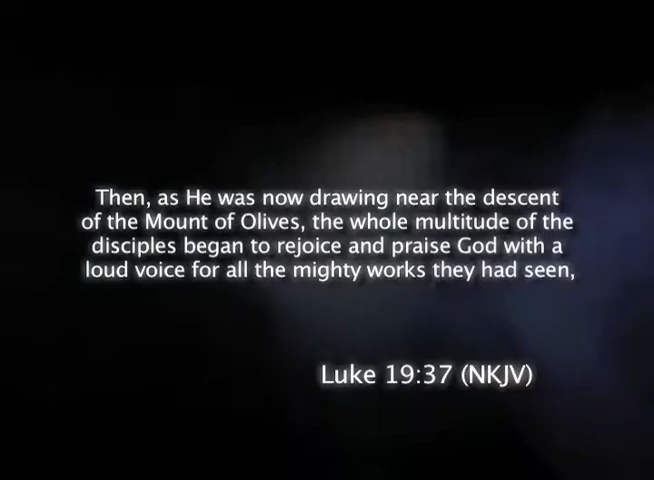 Then, as He was now drawing near the descent
of the Mount of Olives, the whole multitude of the
disciples began to rejoice and praise God with a
loud voice for all the mighty works they had seen,
Luke 19:37 (NKJV)